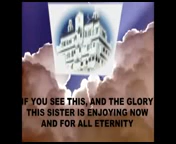 IF YOU SEE THIS, AND THE GLORY
THIS SISTER IS ENJOYING NOW
AND FOR ALL ETERNITY